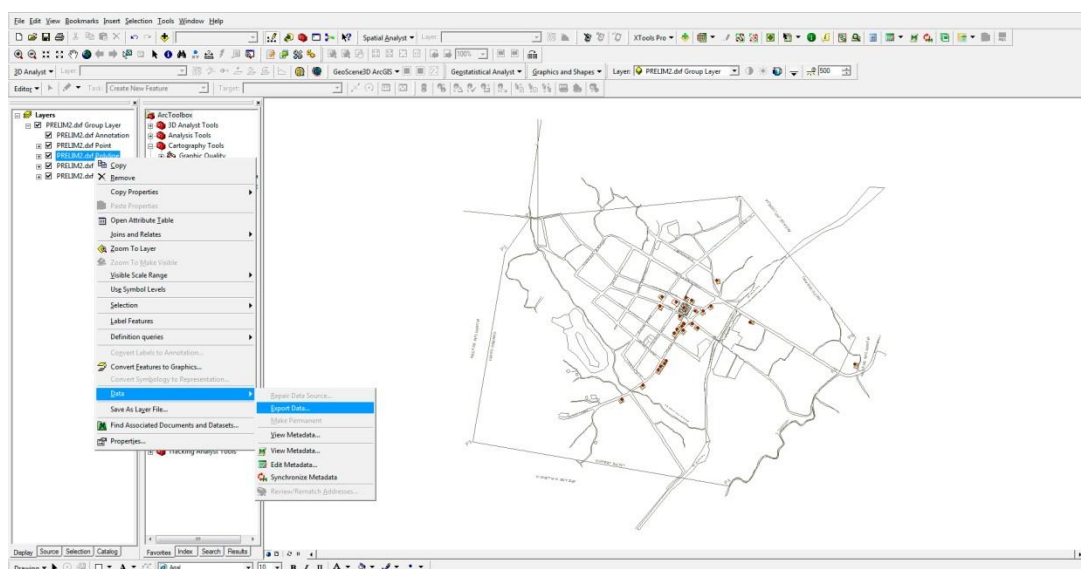 File Edit View Bookmarks Insert Selection Tools Window Help
Spatial Analyst Layer: XTools Pro
100%
3D Analyst Layer: GeoScene3D ArcGIS Geostatistical Analyst Graphics and Shapes Layer: PRELIM2.dxf Group Layer 500
Editor Task: Create New Feature Target:
Layers
PRELIM2.dxf Group Layer
PRELIM2.dxf Annotation
PRELIM2.dxf Point
PRELIM2.dxf Polyline
PRELIM2.dxf
PRELIM2.dxf
ArcToolbox
3D Analyst Tools
Analysis Tools
Cartography Tools
Graphic Quality
Tracking Analyst Tools
Copy
Remove
Copy Properties
Paste Properties
Open Attribute Table
Joins and Relates
Zoom To Layer
Zoom To Make Visible
Visible Scale Range
Use Symbol Levels
Selection
Label Features
Definition queries
Convert Labels to Annotation...
Convert Features to Graphics...
Convert Symbology to Representation...
Data
Save As Layer File...
Find Associated Documents and Datasets...
Properties...
Repair Data Source...
Export Data...
Make Permanent
View Metadata...
View Metadata...
Edit Metadata...
Synchronize Metadata
Review/Rematch Addresses...
Display Source Selection Catalog
Favorites Index Search Results
Drawing A Arial 10 B I U A